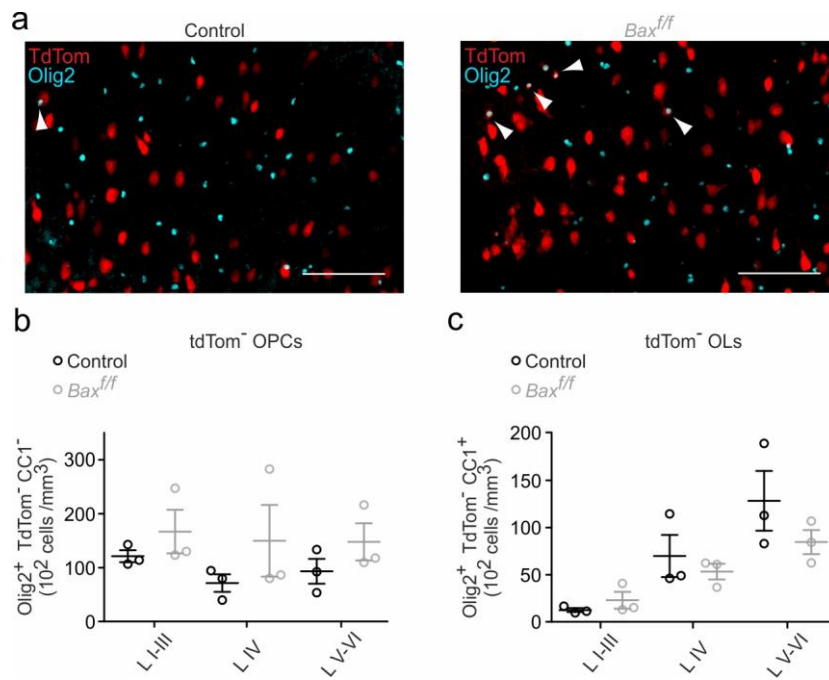 a
Control
Bax^f/f
TdTom
Olig2
TdTom
Olig2
b
tdTom⁻ OPCs
Control
Bax^f/f
Olig2⁺ TdTom⁻ CC1⁻
(10² cells /mm³)
300
200
100
0
L I-III
L IV
L V-VI
c
tdTom⁻ OLs
Control
Bax^f/f
Olig2⁺ TdTom⁻ CC1⁺
(10² cells /mm³)
200
150
100
50
0
L I-III
L IV
L V-VI